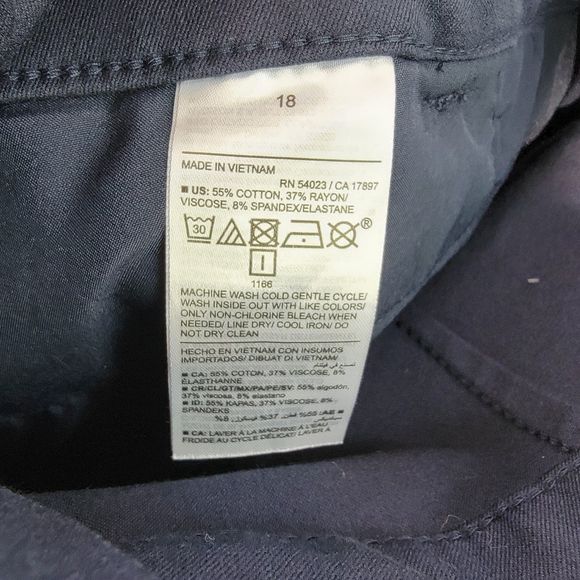 18
MADE IN VIETNAM
RN 54023 / CA 17897
■ US: 55% COTTON, 37% RAYON/
VISCOSE, 8% SPANDEX/ELASTANE
30
®
1166
MACHINE WASH COLD GENTLE CYCLE/
WASH INSIDE OUT WITH LIKE COLORS/
ONLY NON-CHLORINE BLEACH WHEN
NEEDED/ LINE DRY/ COOL IRON/ DO
NOT DRY CLEAN
HECHO EN VIETNAM CON INSUMOS
IMPORTADOS/ DIBUAT DI VIETNAM/
■ CA: 55% COTON, 37% VISCOSE, 8%
ÉLASTHANNE
■ CR/CL/GT/MX/PA/PE/SV: 55% algodón,
37% viscosa, 8% elastano
■ ID: 55% KAPAS, 37% VISCOSE, 8%
SPANDEKS
■ CA: LAVER À LA MACHINE À L'EAU
FROIDE AU CYCLE DÉLICAT/ LAVER À